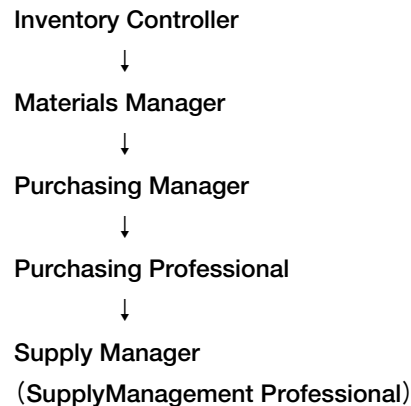 Inventory Controller
↓
Materials Manager
↓
Purchasing Manager
↓
Purchasing Professional
↓
Supply Manager
（SupplyManagement Professional）